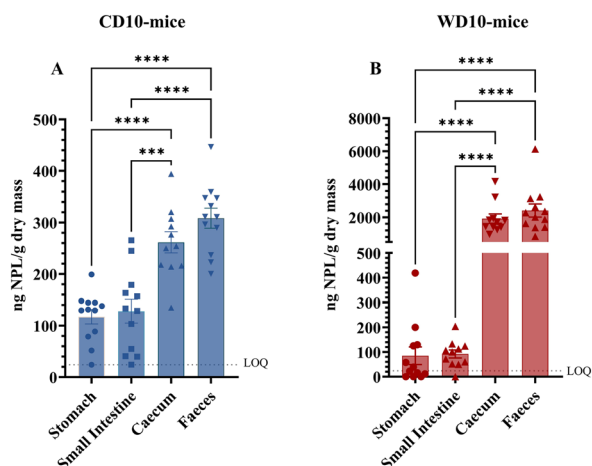 CD10-mice
WD10-mice
A
B
****
****
****
***
****
****
****
****
ng NPL/g dry mass
500
400
300
200
100
0
LOQ
Stomach
Small Intestine
Caecum
Faeces
ng NPL/g dry mass
8000
6000
4000
2000
500
400
300
200
100
0
LOQ
Stomach
Small Intestine
Caecum
Faeces